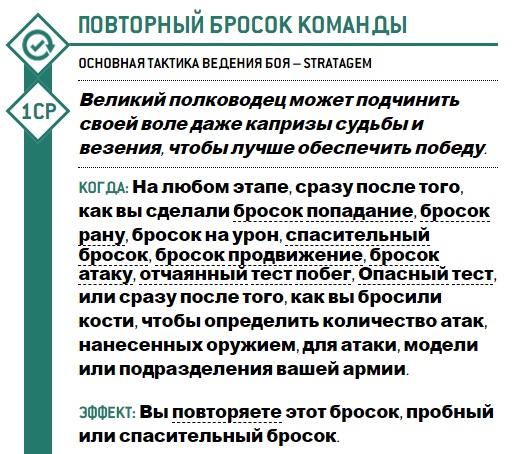 ПОВТОРНЫЙ БРОСОК КОМАНДЫ
ОСНОВНАЯ ТАКТИКА ВЕДЕНИЯ БОЯ – STRATAGEM
1CP
Великий полководец может подчинить
своей воле даже капризы судьбы и
везения, чтобы лучше обеспечить победу.
КОГДА: На любом этапе, сразу после того,
как вы сделали бросок попадание, бросок
рану, бросок на урон, спасительный
бросок, бросок продвижение, бросок
атаку, отчаянный тест побег, Опасный тест,
или сразу после того, как вы бросили
кости, чтобы определить количество атак,
нанесенных оружием, для атаки, модели
или подразделения вашей армии.
ЭФФЕКТ: Вы повторяете этот бросок, пробный
или спасительный бросок.